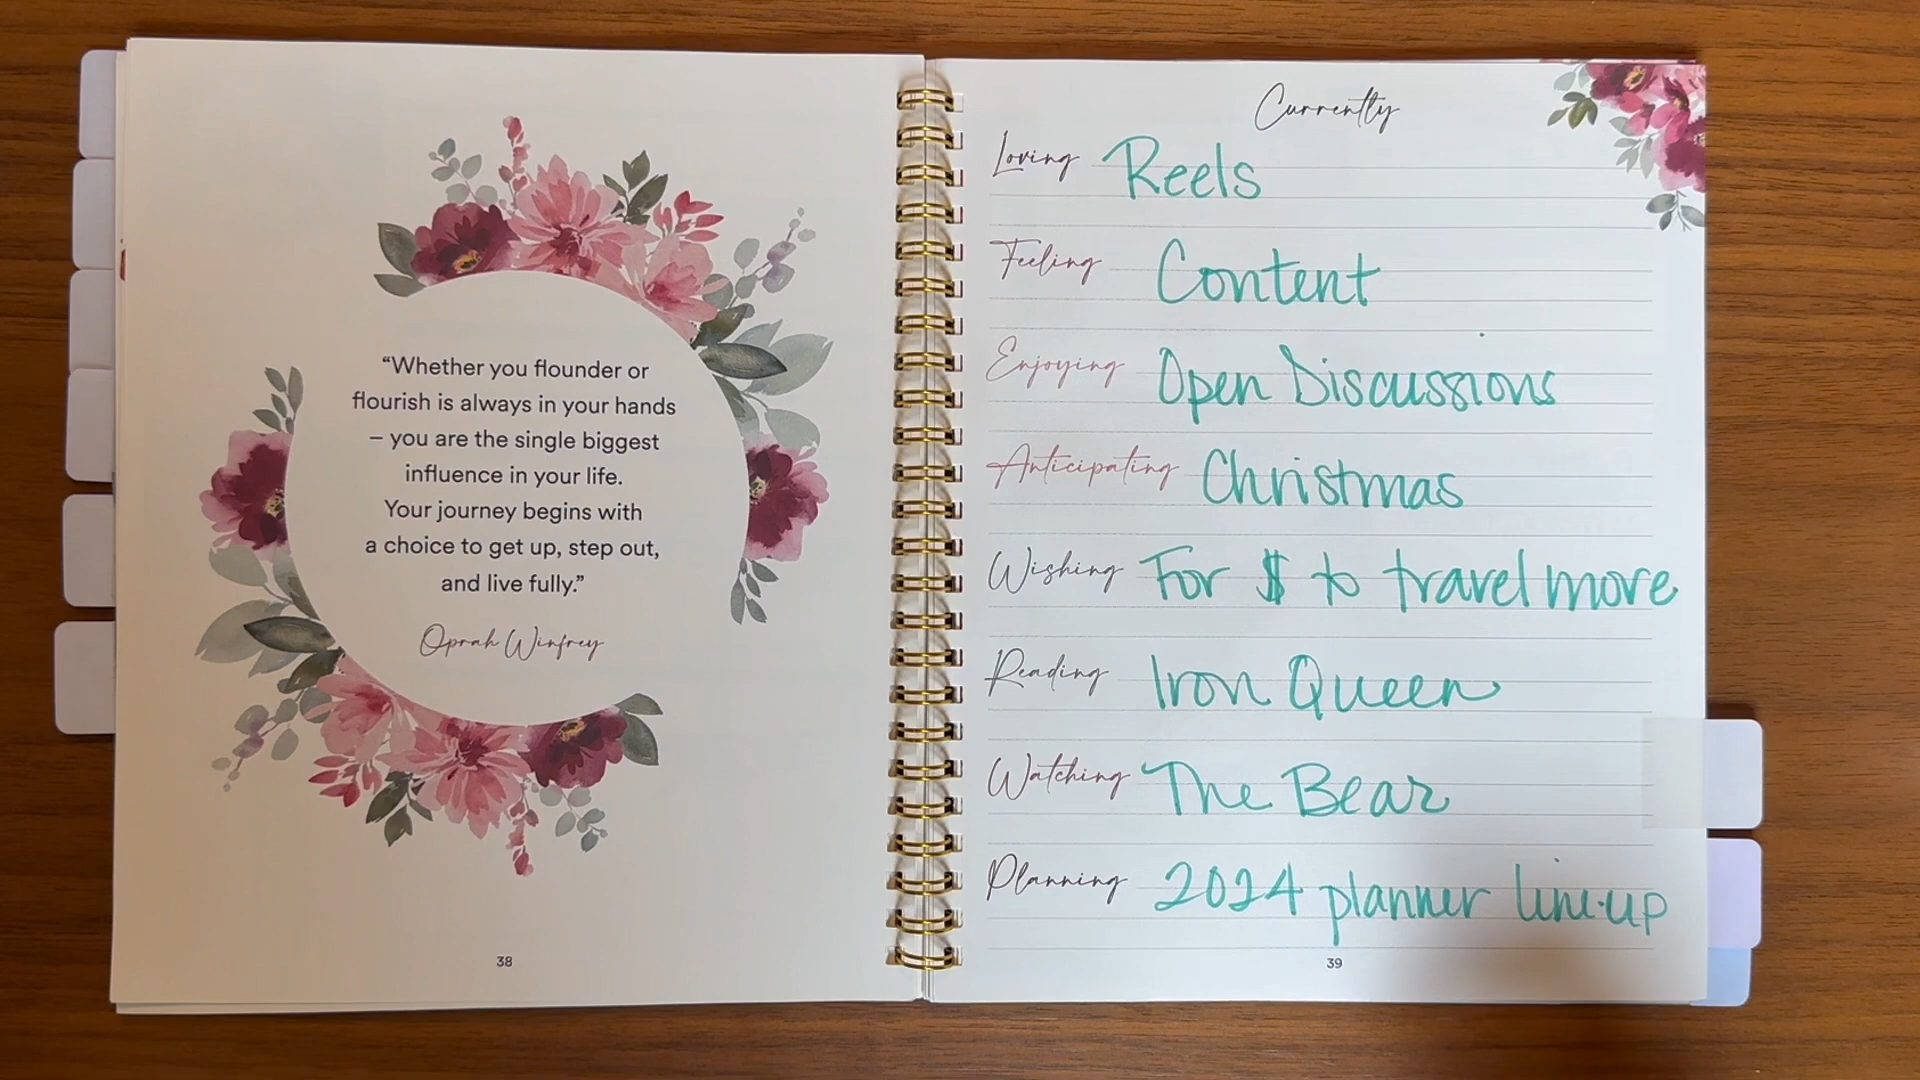 “Whether you flounder or
flourish is always in your hands
– you are the single biggest
influence in your life.
Your journey begins with
a choice to get up, step out,
and live fully.”
Oprah Winfrey
38
Currently
Loving Reels
Feeling Content
Enjoying Open Discussions
Anticipating Christmas
Wishing For $ to travel more
Reading Iron Queen
Watching The Bear
Planning 2024 planner line-up
39